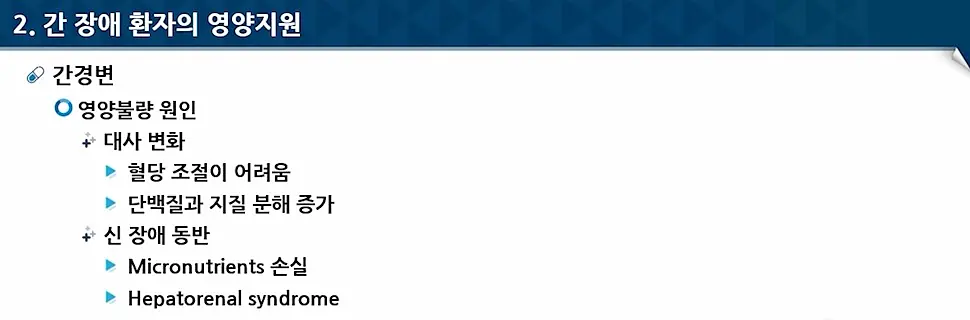 2. 간 장애 환자의 영양지원
간경변
영양불량 원인
대사 변화
혈당 조절이 어려움
단백질과 지질 분해 증가
신 장애 동반
Micronutrients 손실
Hepatorenal syndrome